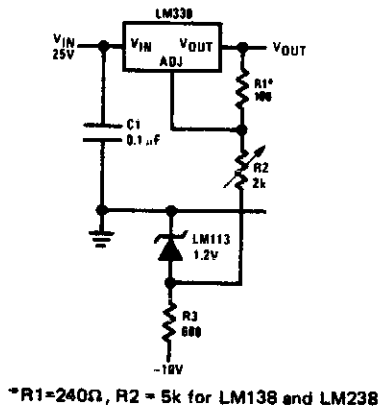 LM338
VIN
25V
VIN
VOUT
ADJ
VOUT
R1*
C1
0.1 µF
R2
2k
LM113
1.2V
R3
680
-10V
*R1=240Ω, R2 = 5k for LM138 and LM238